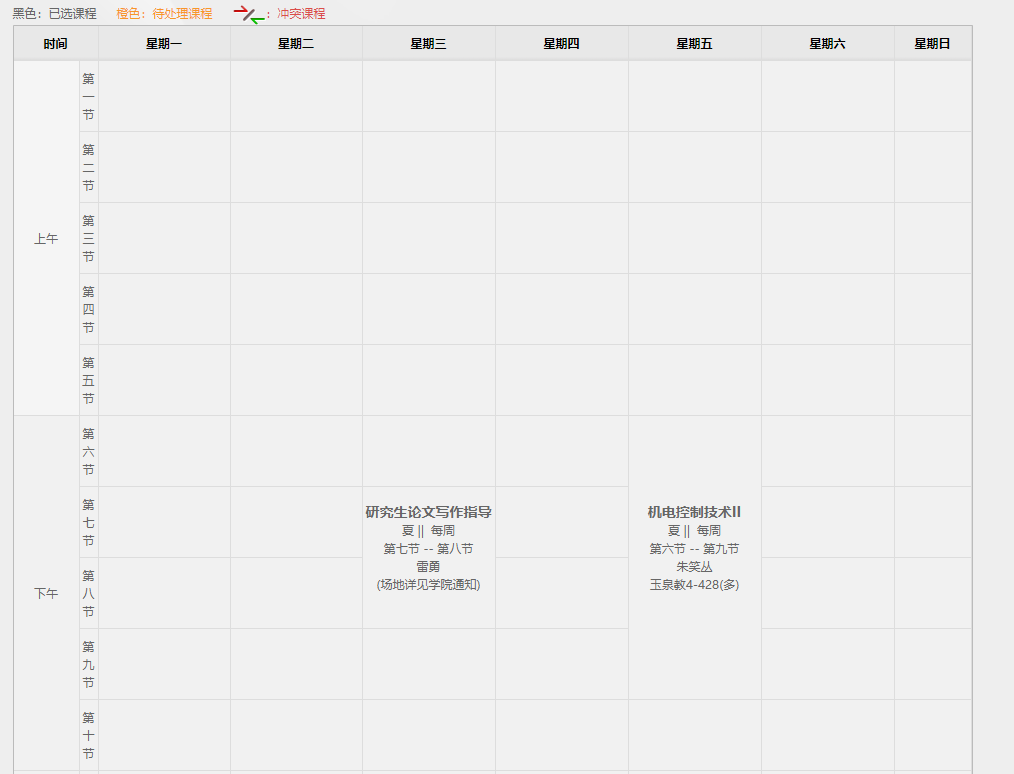 黑色：已选课程 橙色：待处理课程 ：冲突课程
时间 星期一 星期二 星期三 星期四 星期五 星期六 星期日
上午
第一节
第二节
第三节
第四节
第五节
下午
第六节
第七节
第八节
第九节
第十节
研究生论文写作指导
夏 || 每周
第七节 -- 第八节
雷勇
(场地详见学院通知)
机电控制技术II
夏 || 每周
第六节 -- 第九节
朱笑丛
玉泉教4-428(多)